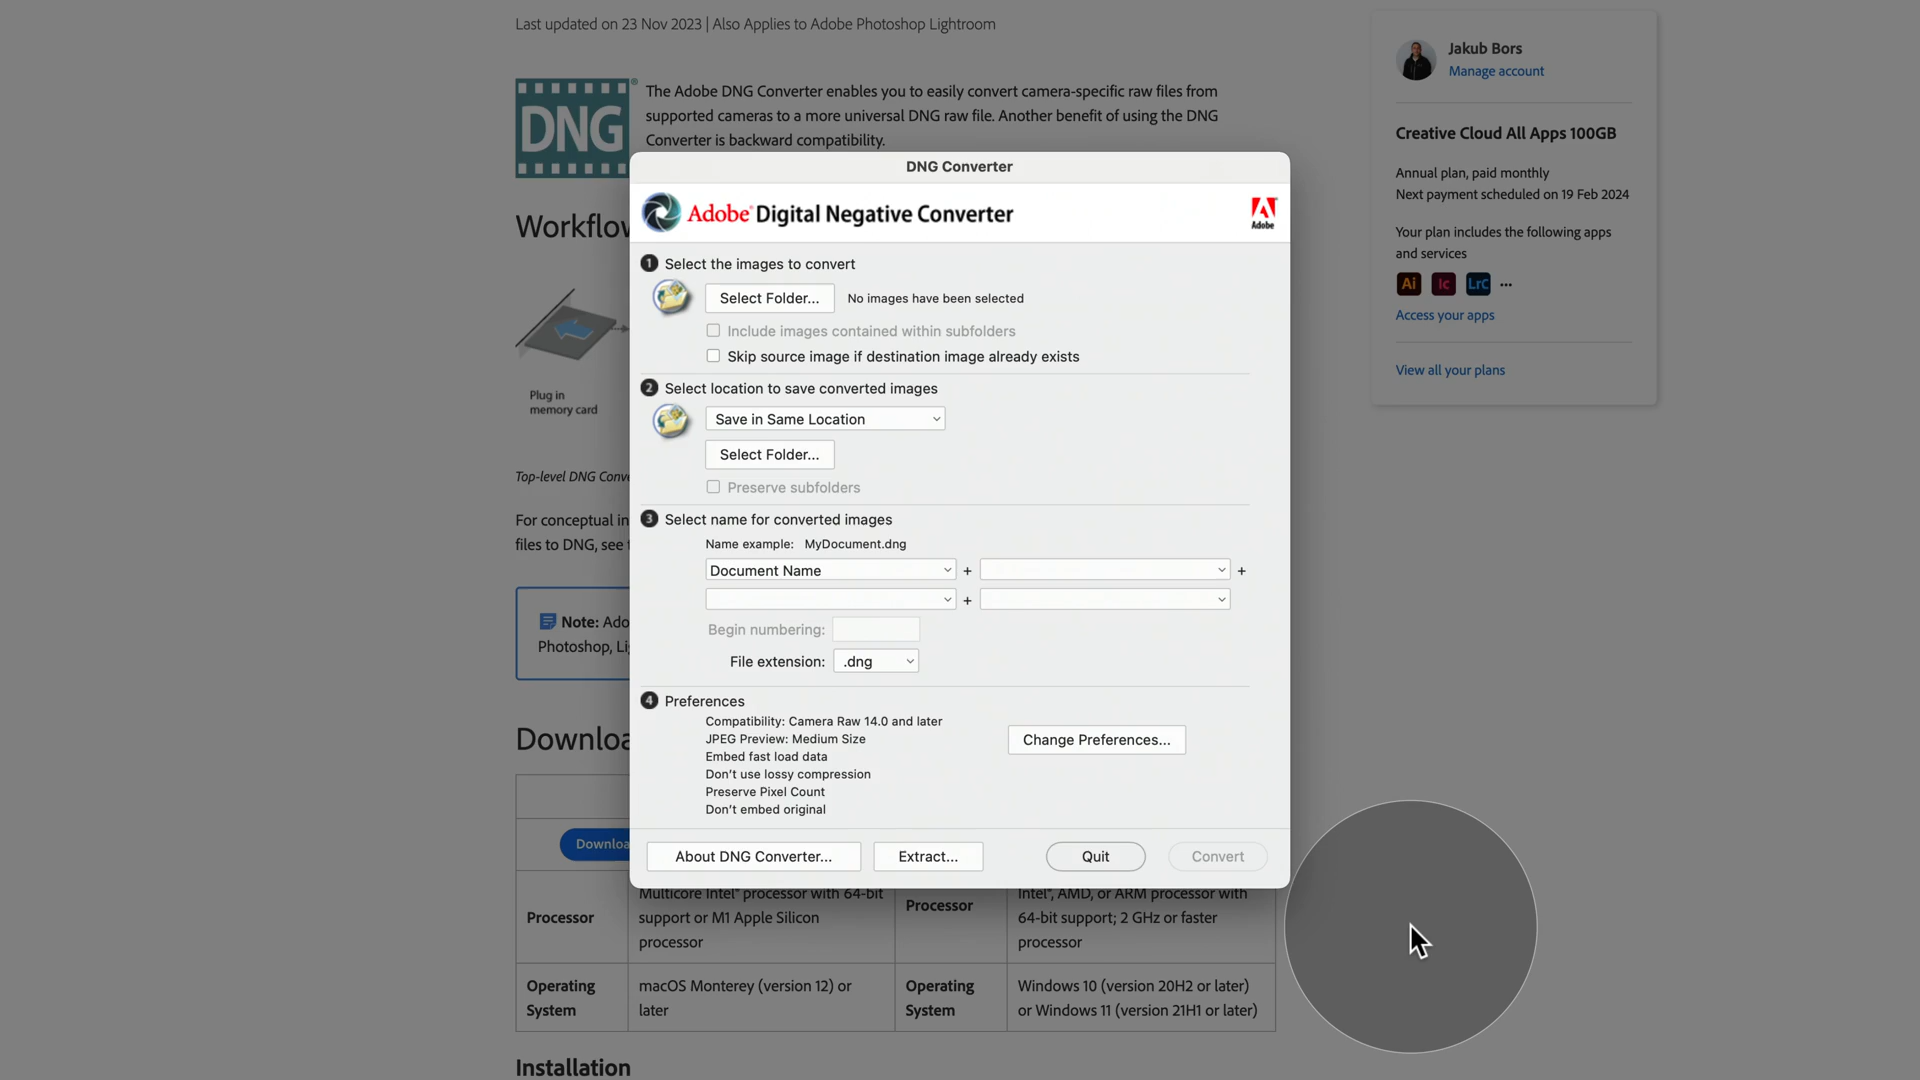 Last updated on 23 Nov 2023 | Also Applies to Adobe Photoshop Lightroom
DNG®
The Adobe DNG Converter enables you to easily convert camera-specific raw files from
supported cameras to a more universal DNG raw file. Another benefit of using the DNG
Converter is backward compatibility.
Workflow
Plug in
memory card
Top-level DNG Conve
For conceptual in
files to DNG, see
Note: Ado
Photoshop, Li
Downloa
Downloa
DNG Converter
Adobe® Digital Negative Converter
Adobe
1 Select the images to convert
Select Folder... No images have been selected
Include images contained within subfolders
Skip source image if destination image already exists
2 Select location to save converted images
Save in Same Location
Select Folder...
Preserve subfolders
3 Select name for converted images
Name example: MyDocument.dng
Document Name + +
+
Begin numbering:
File extension: .dng
4 Preferences
Compatibility: Camera Raw 14.0 and later
JPEG Preview: Medium Size
Embed fast load data
Don't use lossy compression
Preserve Pixel Count
Don't embed original
Change Preferences...
About DNG Converter... Extract... Quit Convert
Processor
Multicore Intel® processor with 64-bit
support or M1 Apple Silicon
processor
Processor
Intel®, AMD, or ARM processor with
64-bit support; 2 GHz or faster
processor
Operating
System
macOS Monterey (version 12) or
later
Operating
System
Windows 10 (version 20H2 or later)
or Windows 11 (version 21H1 or later)
Installation
Jakub Bors
Manage account
Creative Cloud All Apps 100GB
Annual plan, paid monthly
Next payment scheduled on 19 Feb 2024
Your plan includes the following apps
and services
Ai Ic LrC ...
Access your apps
View all your plans